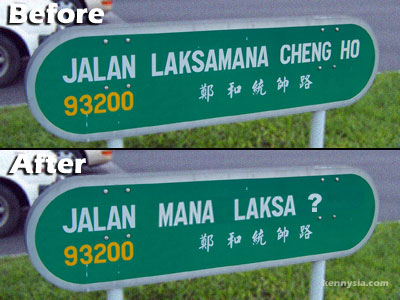 Before
JALAN LAKSAMANA CHENG HO
93200 鄭和統帥路
After
JALAN MANA LAKSA ?
93200 鄭和統帥路
kennysia.com